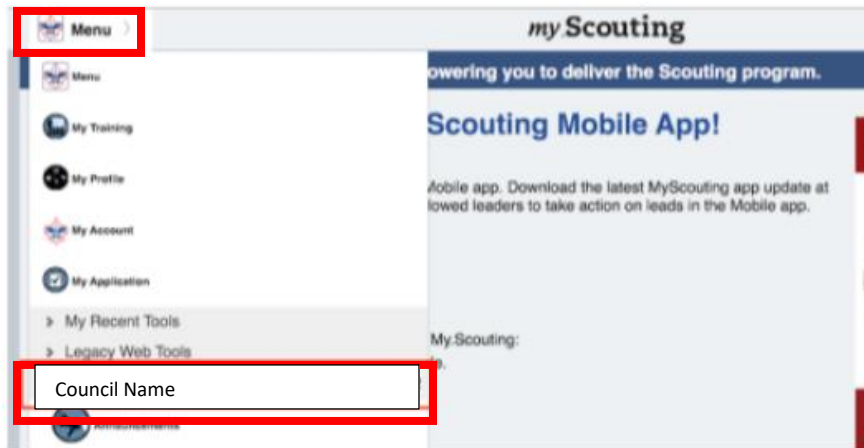 Menu
my.Scouting
Menu
owering you to deliver the Scouting program.
My Training
Scouting Mobile App!
My Profile
Mobile app. Download the latest MyScouting app update at
lowed leaders to take action on leads in the Mobile app.
My Account
My Application
My Recent Tools
My.Scouting:
Legacy Web Tools
Council Name
Announcements